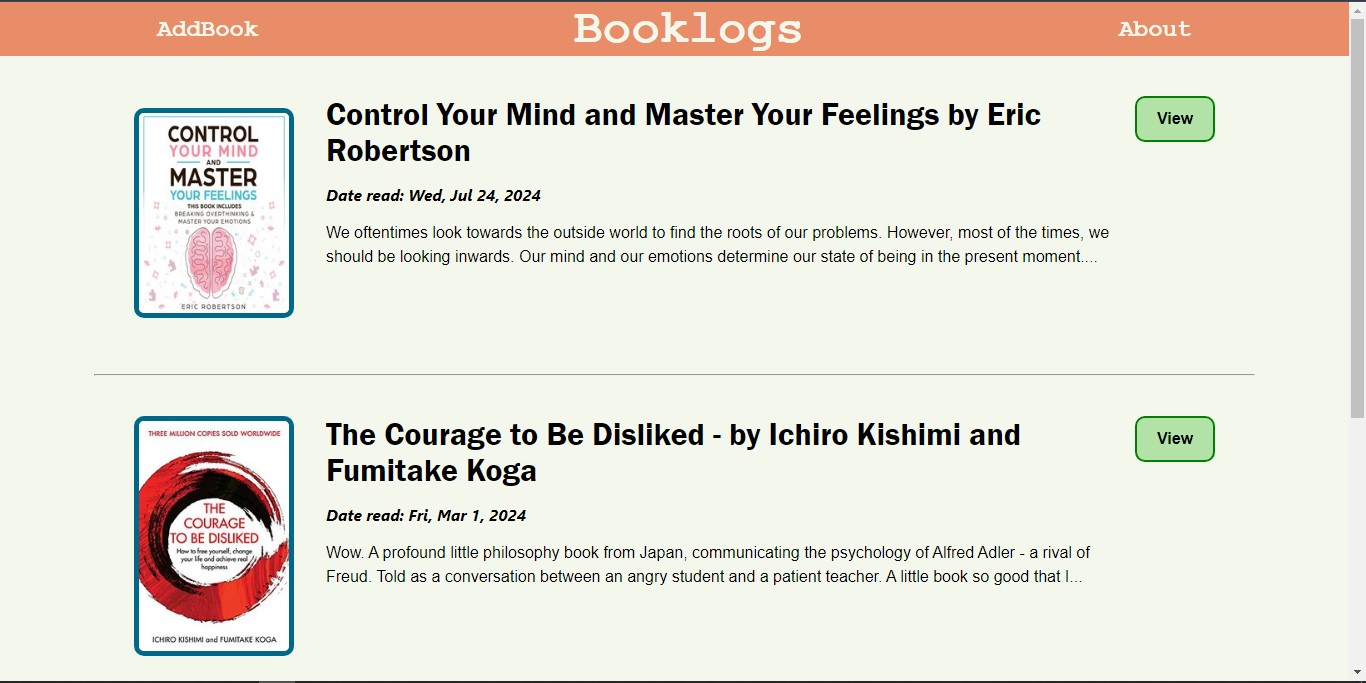 AddBook
Booklogs
About
CONTROL
YOUR MIND
AND
MASTER
YOUR FEELINGS
THIS BOOK INCLUDES
BREAKING OVERTHINKING &
MASTER YOUR EMOTIONS
ERIC ROBERTSON
Control Your Mind and Master Your Feelings by Eric
Robertson
Date read: Wed, Jul 24, 2024
We oftentimes look towards the outside world to find the roots of our problems. However, most of the times, we
should be looking inwards. Our mind and our emotions determine our state of being in the present moment....
View
THREE MILLION COPIES SOLD WORLDWIDE
THE
COURAGE
TO BE DISLIKED
How to free yourself, change
your life and achieve real
happiness
ICHIRO KISHIMI and FUMITAKE KOGA
The Courage to Be Disliked - by Ichiro Kishimi and
Fumitake Koga
Date read: Fri, Mar 1, 2024
Wow. A profound little philosophy book from Japan, communicating the psychology of Alfred Adler - a rival of
Freud. Told as a conversation between an angry student and a patient teacher. A little book so good that I...
View